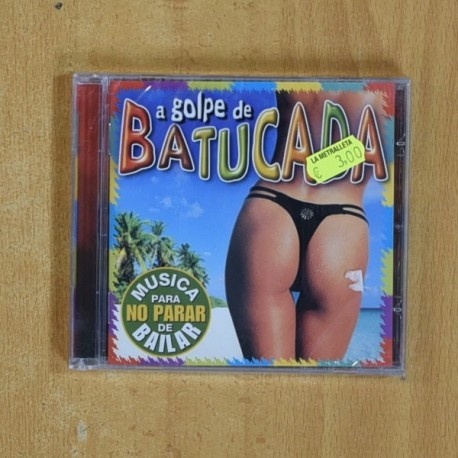 a golpe de
BATUCADA
LA METRALLETA
€ 3,00
MUSICA
PARA
NO PARAR
DE
BAILAR